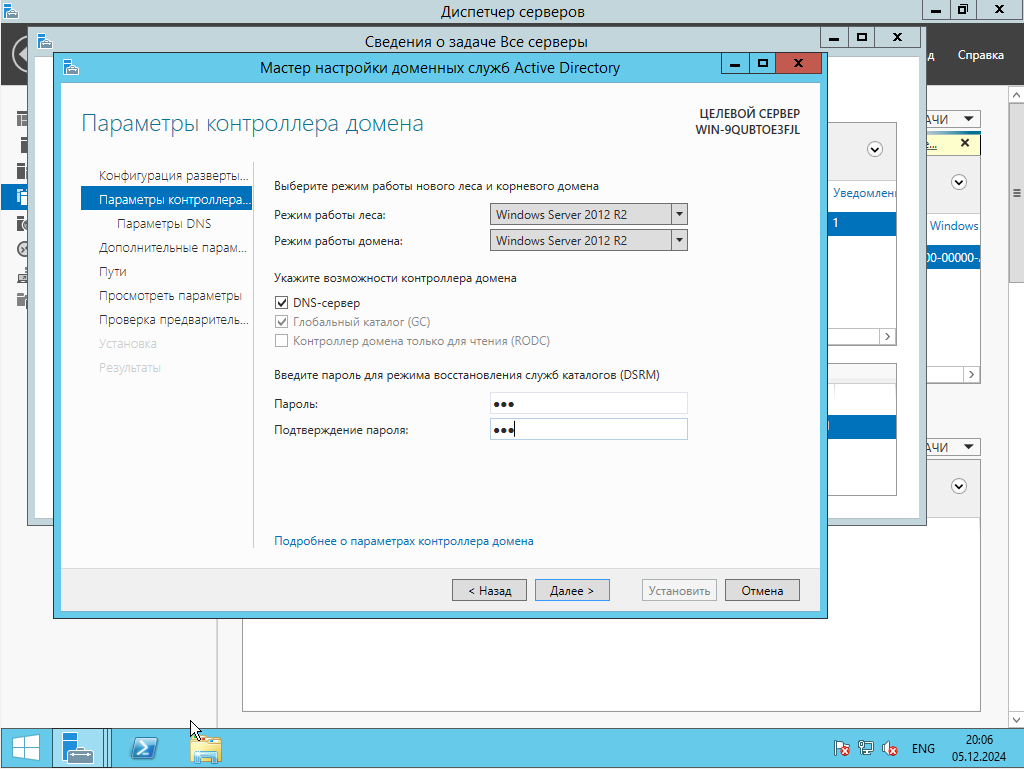 Диспетчер серверов
Сведения о задаче Все серверы
Справка
Мастер настройки доменных служб Active Directory
Параметры контроллера домена
ЦЕЛЕВОЙ СЕРВЕР
WIN-9QUBTOE3FJL
Конфигурация разверты...
Параметры контроллера...
Параметры DNS
Дополнительные парам...
Пути
Просмотреть параметры
Проверка предваритель...
Установка
Результаты
Выберите режим работы нового леса и корневого домена
Режим работы леса:
Windows Server 2012 R2
Режим работы домена:
Windows Server 2012 R2
Укажите возможности контроллера домена
DNS-сервер
Глобальный каталог (GC)
Контроллер домена только для чтения (RODC)
Введите пароль для режима восстановления служб каталогов (DSRM)
Пароль:
●●●
Подтверждение пароля:
●●●
Подробнее о параметрах контроллера домена
< Назад
Далее >
Установить
Отмена
Уведомлен
1
Windows
00-00000-
ENG
20:06
05.12.2024